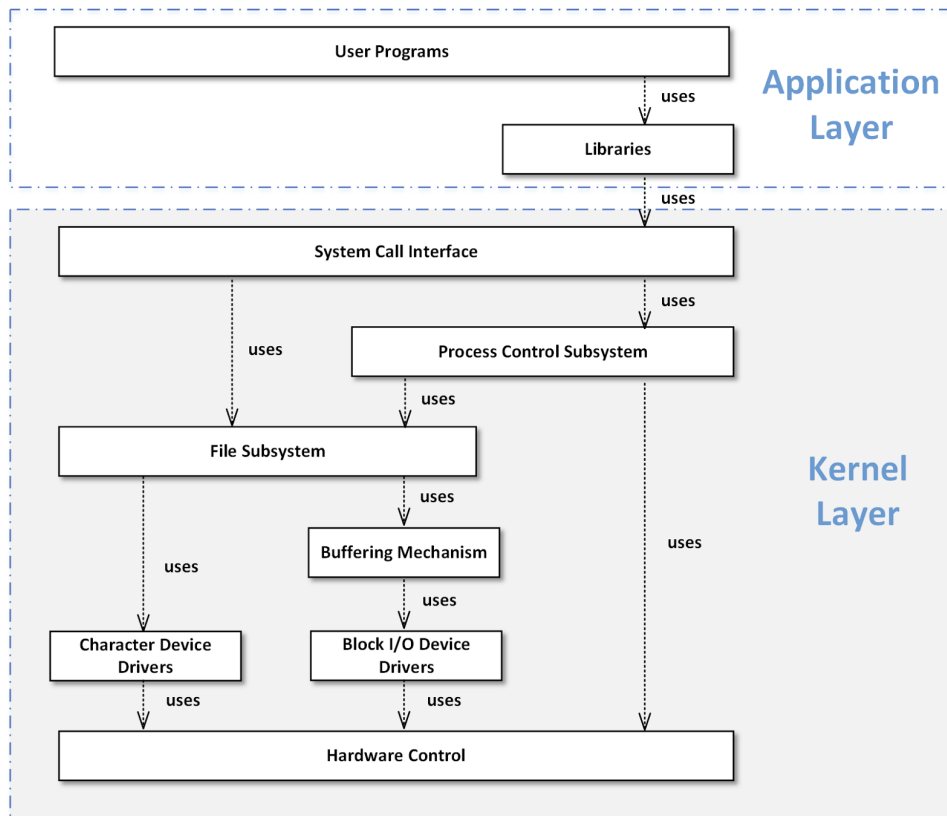 User Programs
Application
Layer
uses
Libraries
uses
System Call Interface
uses
uses
Process Control Subsystem
uses
File Subsystem
Kernel
Layer
uses
Buffering Mechanism
uses
uses
uses
Character Device
Drivers
Block I/O Device
Drivers
uses
uses
Hardware Control